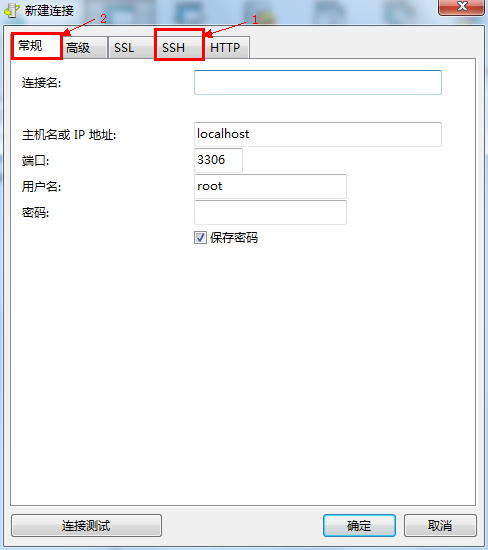 新建连接
2
1
常规
高级
SSL
SSH
HTTP
连接名:
主机名或 IP 地址:
localhost
端口:
3306
用户名:
root
密码:
保存密码
连接测试
确定
取消